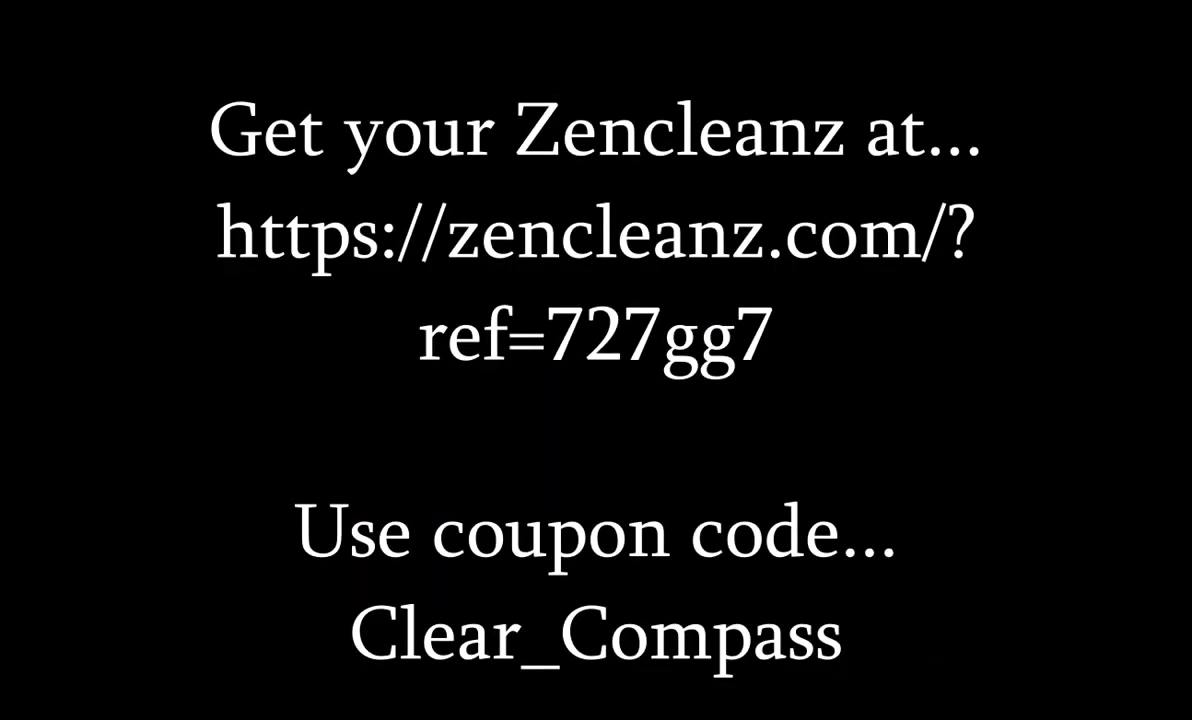 Get your Zencleanz at...
https://zencleanz.com/?
ref=727gg7
Use coupon code...
Clear_Compass